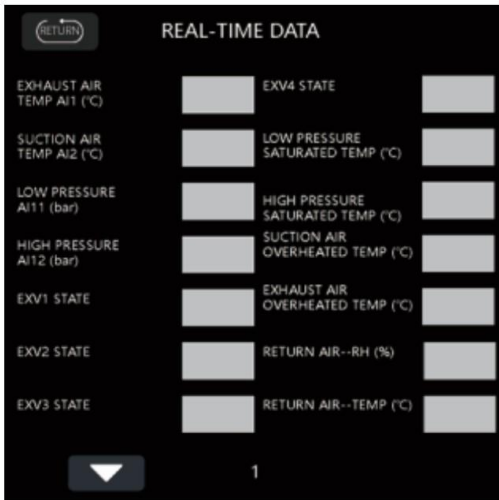 RETURN
REAL-TIME DATA
EXHAUST AIR
TEMP AI1 (℃)
SUCTION AIR
TEMP AI2 (℃)
LOW PRESSURE
AI11 (bar)
HIGH PRESSURE
AI12 (bar)
EXV1 STATE
EXV2 STATE
EXV3 STATE
EXV4 STATE
LOW PRESSURE
SATURATED TEMP (℃)
HIGH PRESSURE
SATURATED TEMP (℃)
SUCTION AIR
OVERHEATED TEMP (℃)
EXHAUST AIR
OVERHEATED TEMP (℃)
RETURN AIR--RH (%)
RETURN AIR--TEMP (℃)
1